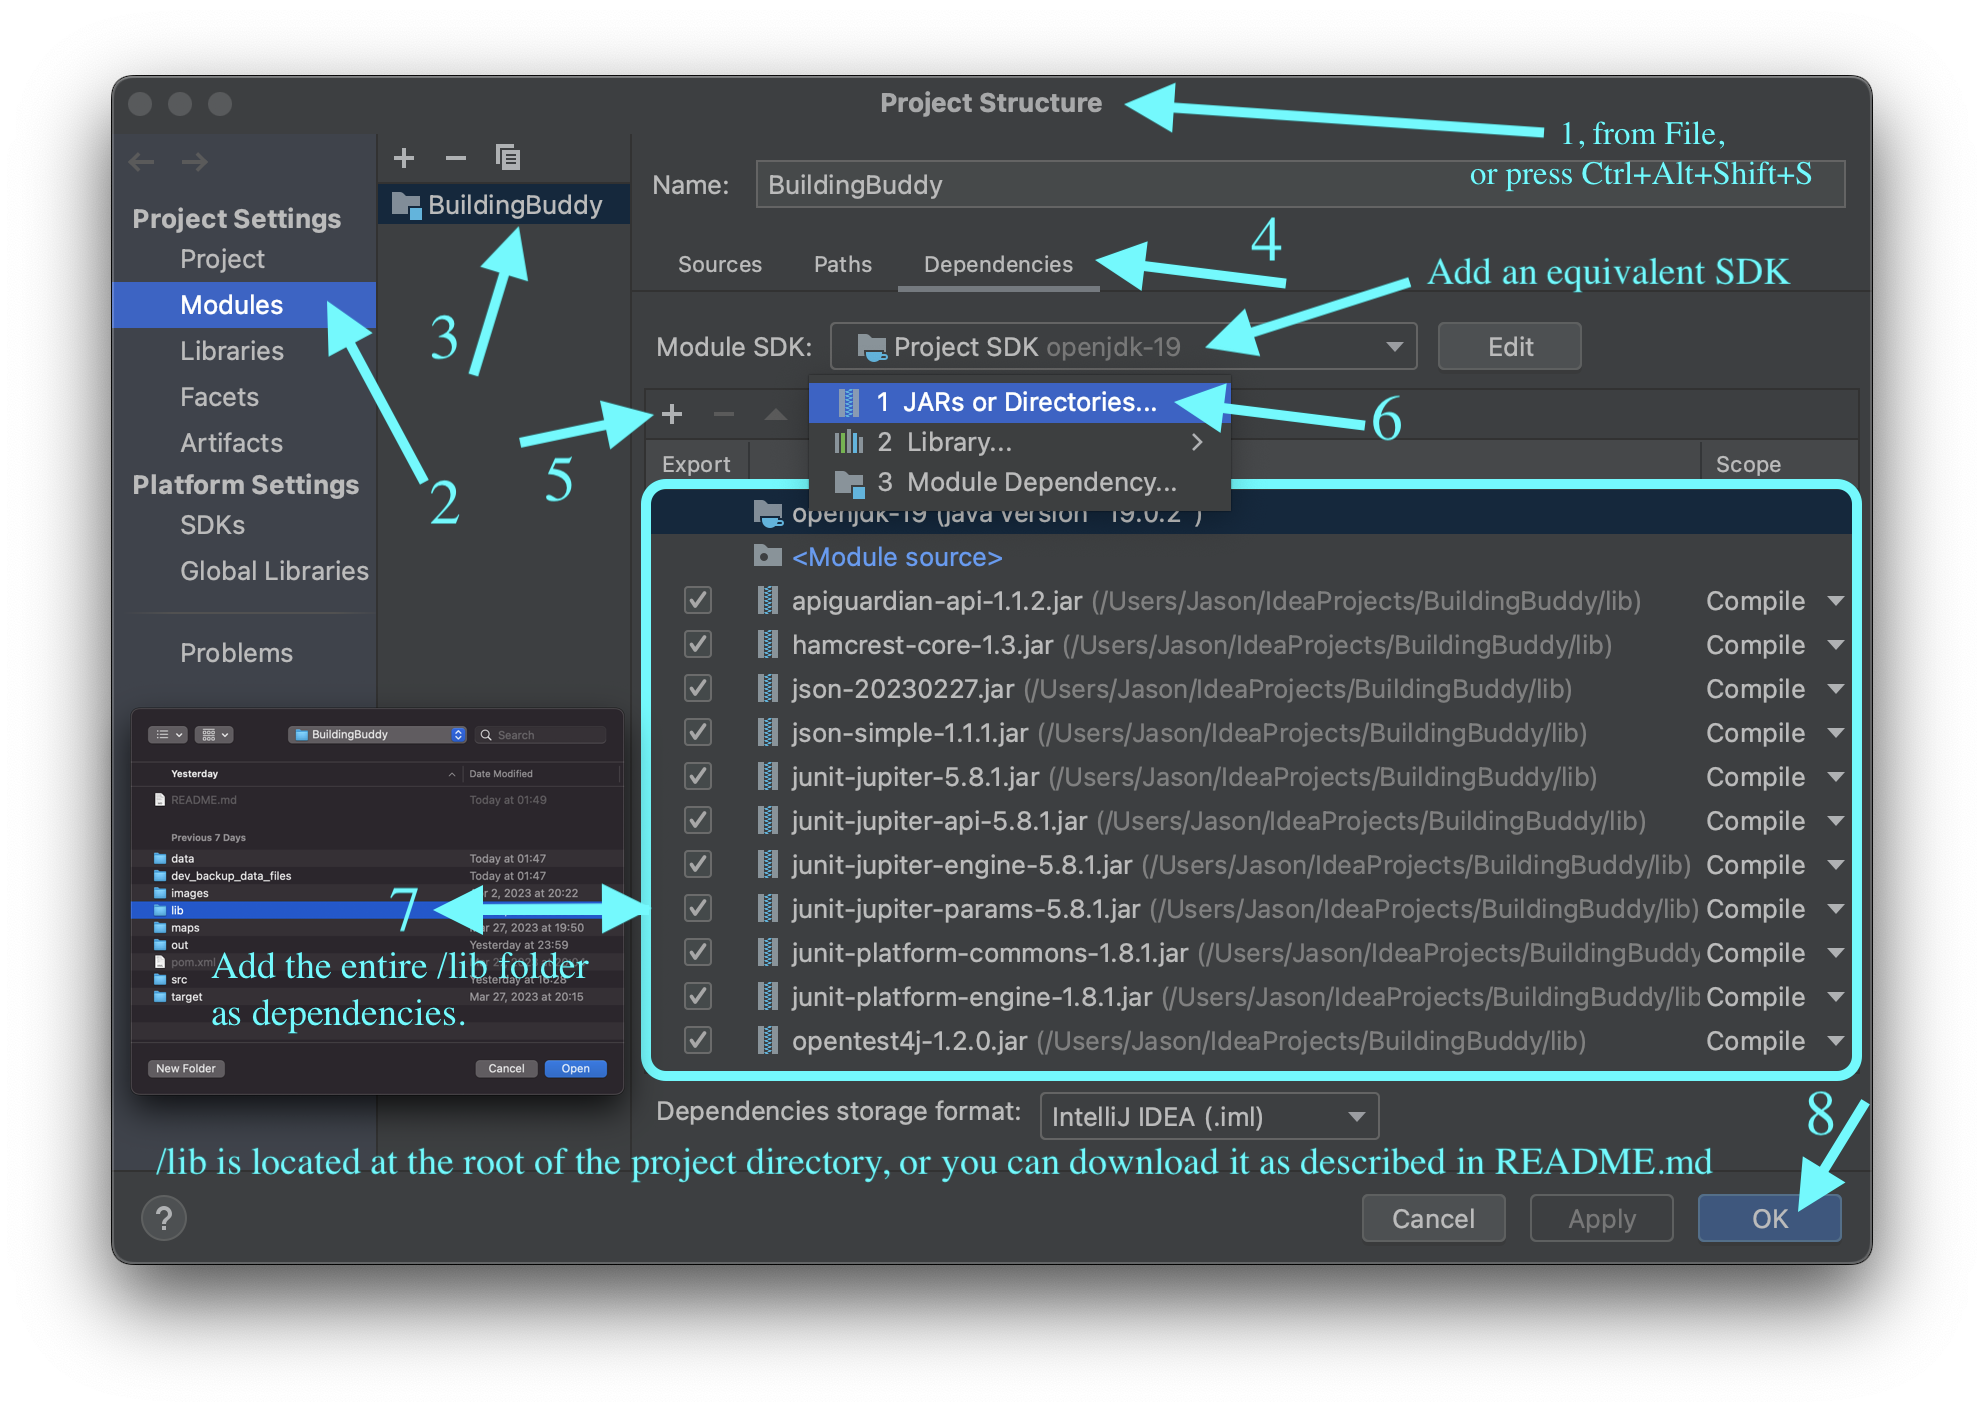 Project Structure
1, from File,
or press Ctrl+Alt+Shift+S
Project Settings
Project
Modules
Libraries
Facets
Artifacts
Platform Settings
SDKs
Global Libraries
Problems
2
BuildingBuddy
3
Name: BuildingBuddy
Sources Paths Dependencies
4
Add an equivalent SDK
Module SDK: Project SDK openjdk-19 Edit
5
1 JARs or Directories...
6
2 Library...
3 Module Dependency...
Export Scope
openjdk-19 (java version "19.0.2")
<Module source>
apiguardian-api-1.1.2.jar (/Users/Jason/IdeaProjects/BuildingBuddy/lib) Compile
hamcrest-core-1.3.jar (/Users/Jason/IdeaProjects/BuildingBuddy/lib) Compile
json-20230227.jar (/Users/Jason/IdeaProjects/BuildingBuddy/lib) Compile
json-simple-1.1.1.jar (/Users/Jason/IdeaProjects/BuildingBuddy/lib) Compile
junit-jupiter-5.8.1.jar (/Users/Jason/IdeaProjects/BuildingBuddy/lib) Compile
junit-jupiter-api-5.8.1.jar (/Users/Jason/IdeaProjects/BuildingBuddy/lib) Compile
junit-jupiter-engine-5.8.1.jar (/Users/Jason/IdeaProjects/BuildingBuddy/lib) Compile
junit-jupiter-params-5.8.1.jar (/Users/Jason/IdeaProjects/BuildingBuddy/lib) Compile
junit-platform-commons-1.8.1.jar (/Users/Jason/IdeaProjects/BuildingBuddy Compile
junit-platform-engine-1.8.1.jar (/Users/Jason/IdeaProjects/BuildingBuddy/lib Compile
opentest4j-1.2.0.jar (/Users/Jason/IdeaProjects/BuildingBuddy/lib) Compile
BuildingBuddy Search
Yesterday Date Modified
README.md Today at 01:49
Previous 7 Days
data Today at 01:47
dev_backup_data_files Today at 01:47
images 2, 2023 at 20:22
lib
7
maps 27, 2023 at 19:50
out Yesterday at 23:59
pom.xml
src Yesterday at 16:28
target Mar 27, 2023 at 20:15
Add the entire /lib folder
as dependencies.
New Folder Cancel Open
Dependencies storage format: IntelliJ IDEA (.iml)
8
/lib is located at the root of the project directory, or you can download it as described in README.md
? Cancel Apply OK